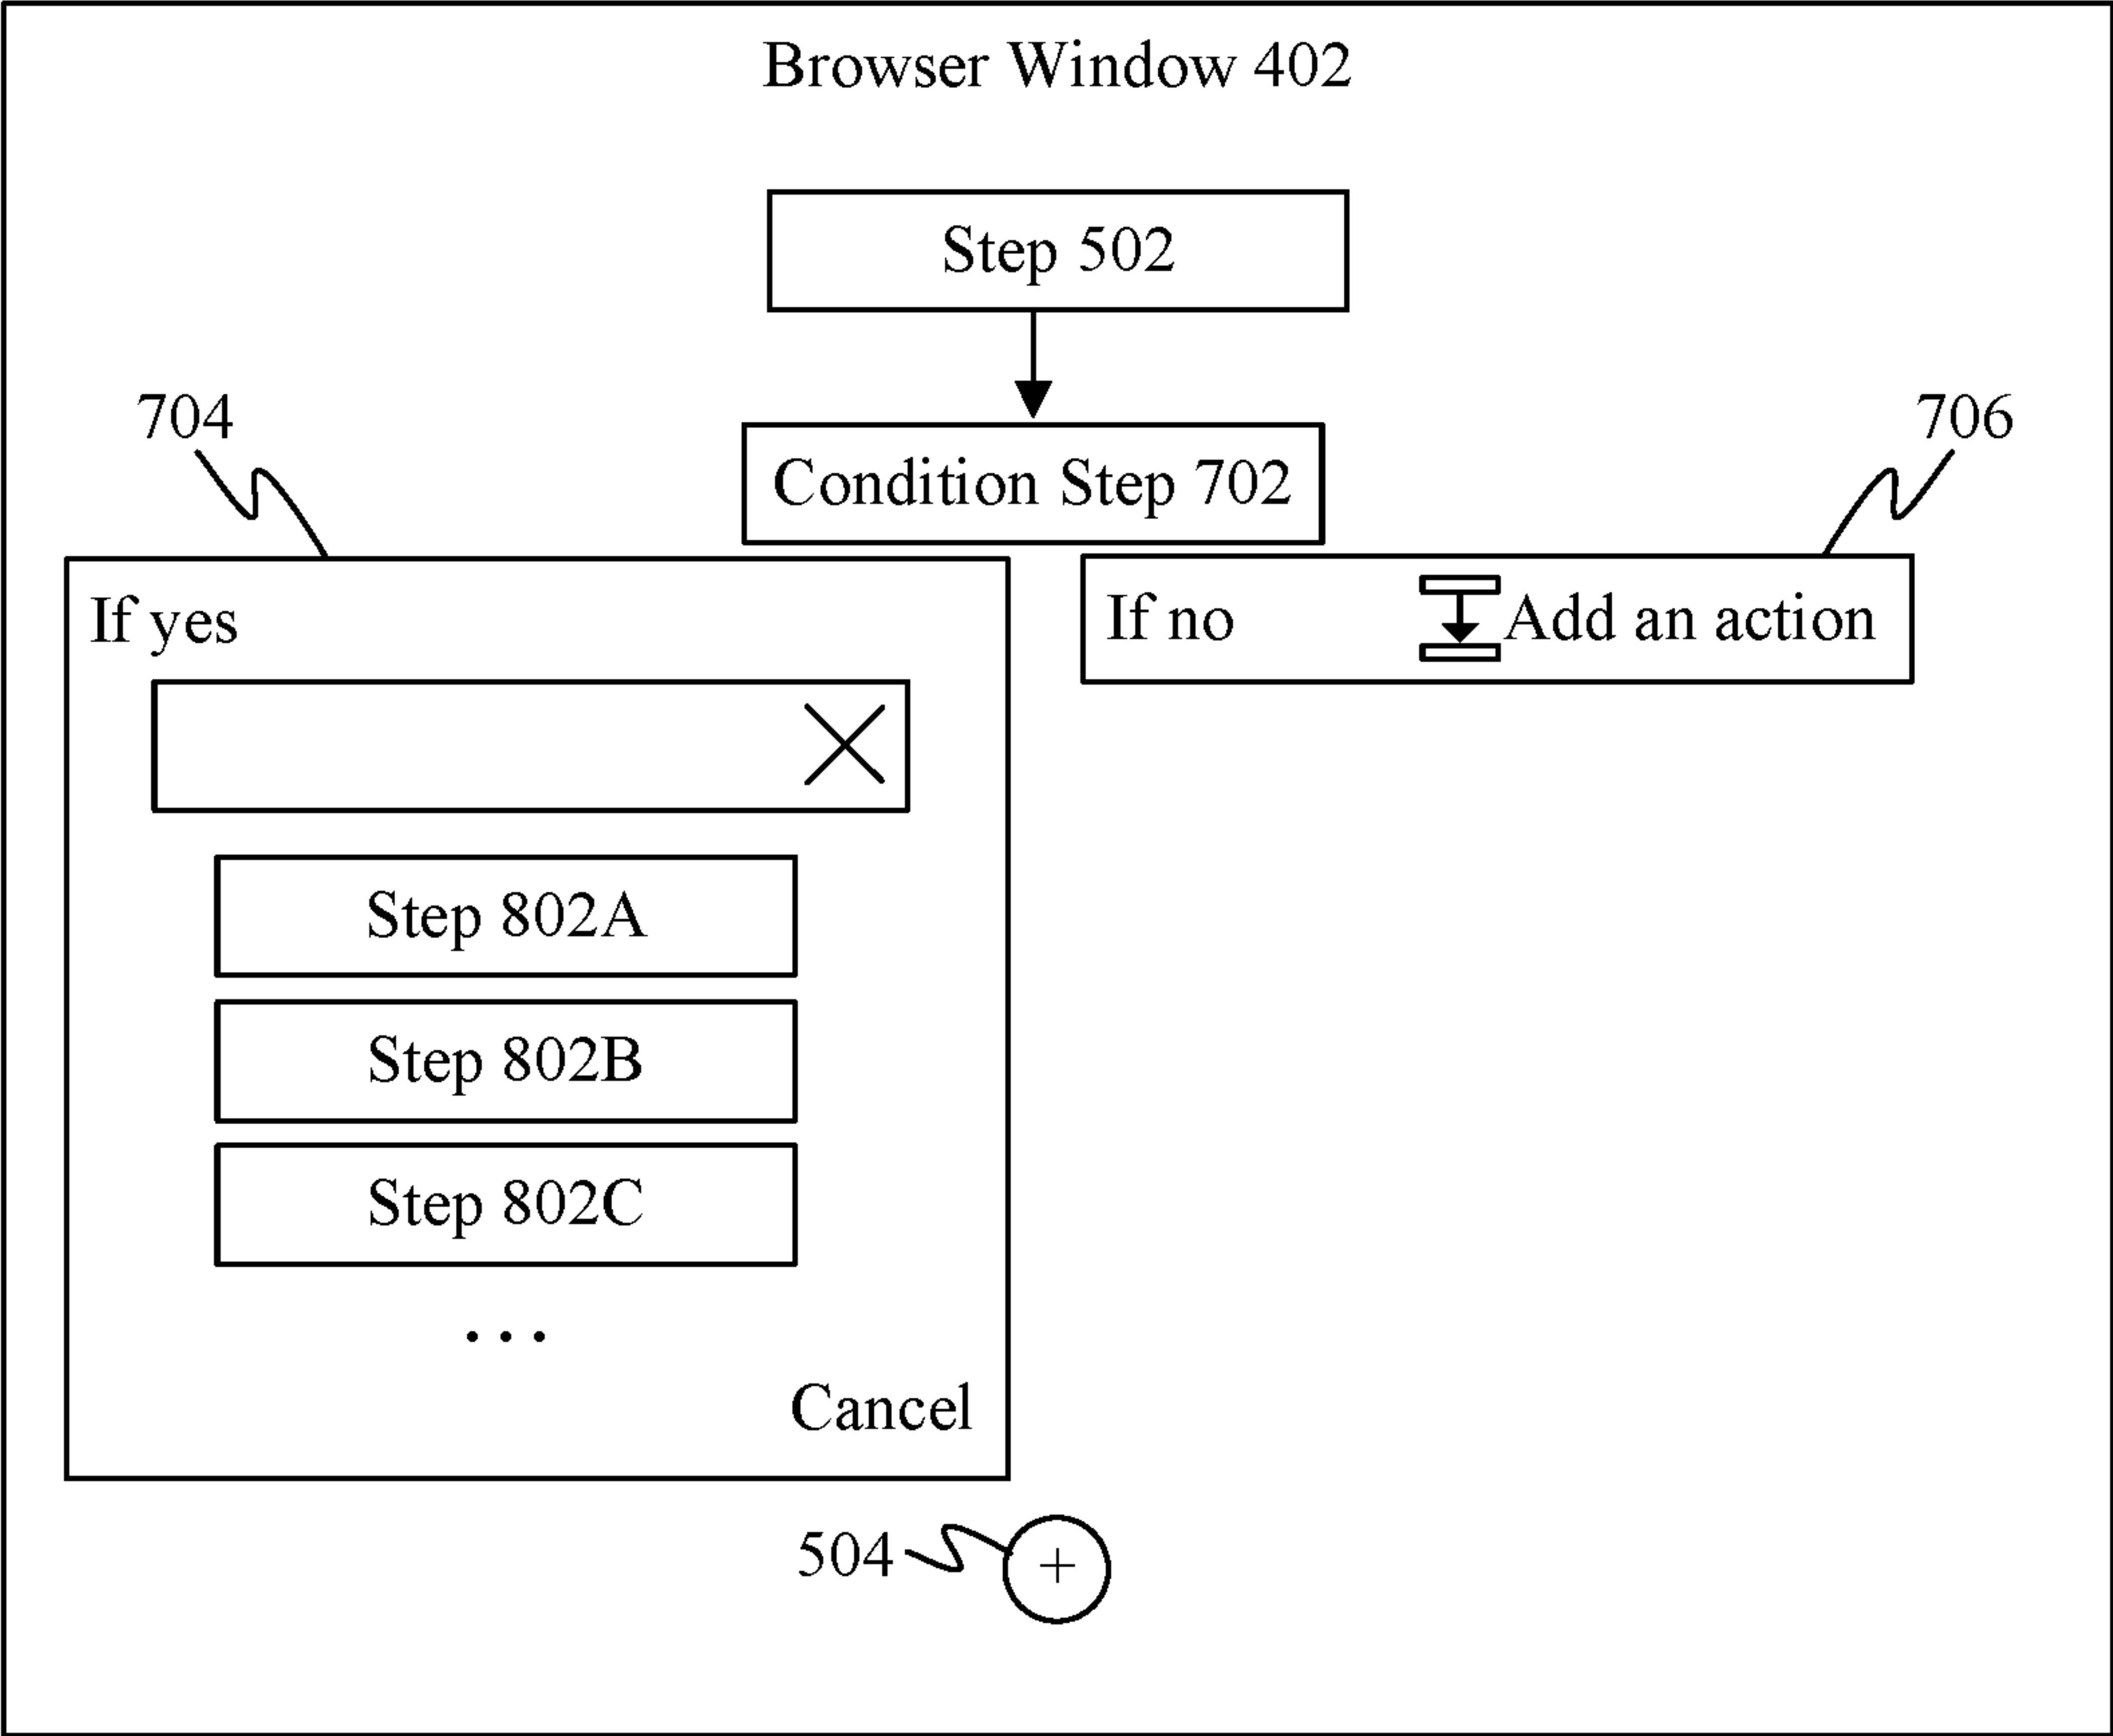 Browser Window 402
Step 502
704
706
Condition Step 702
If yes
If no Add an action
Step 802A
Step 802B
Step 802C
...
Cancel
504
+